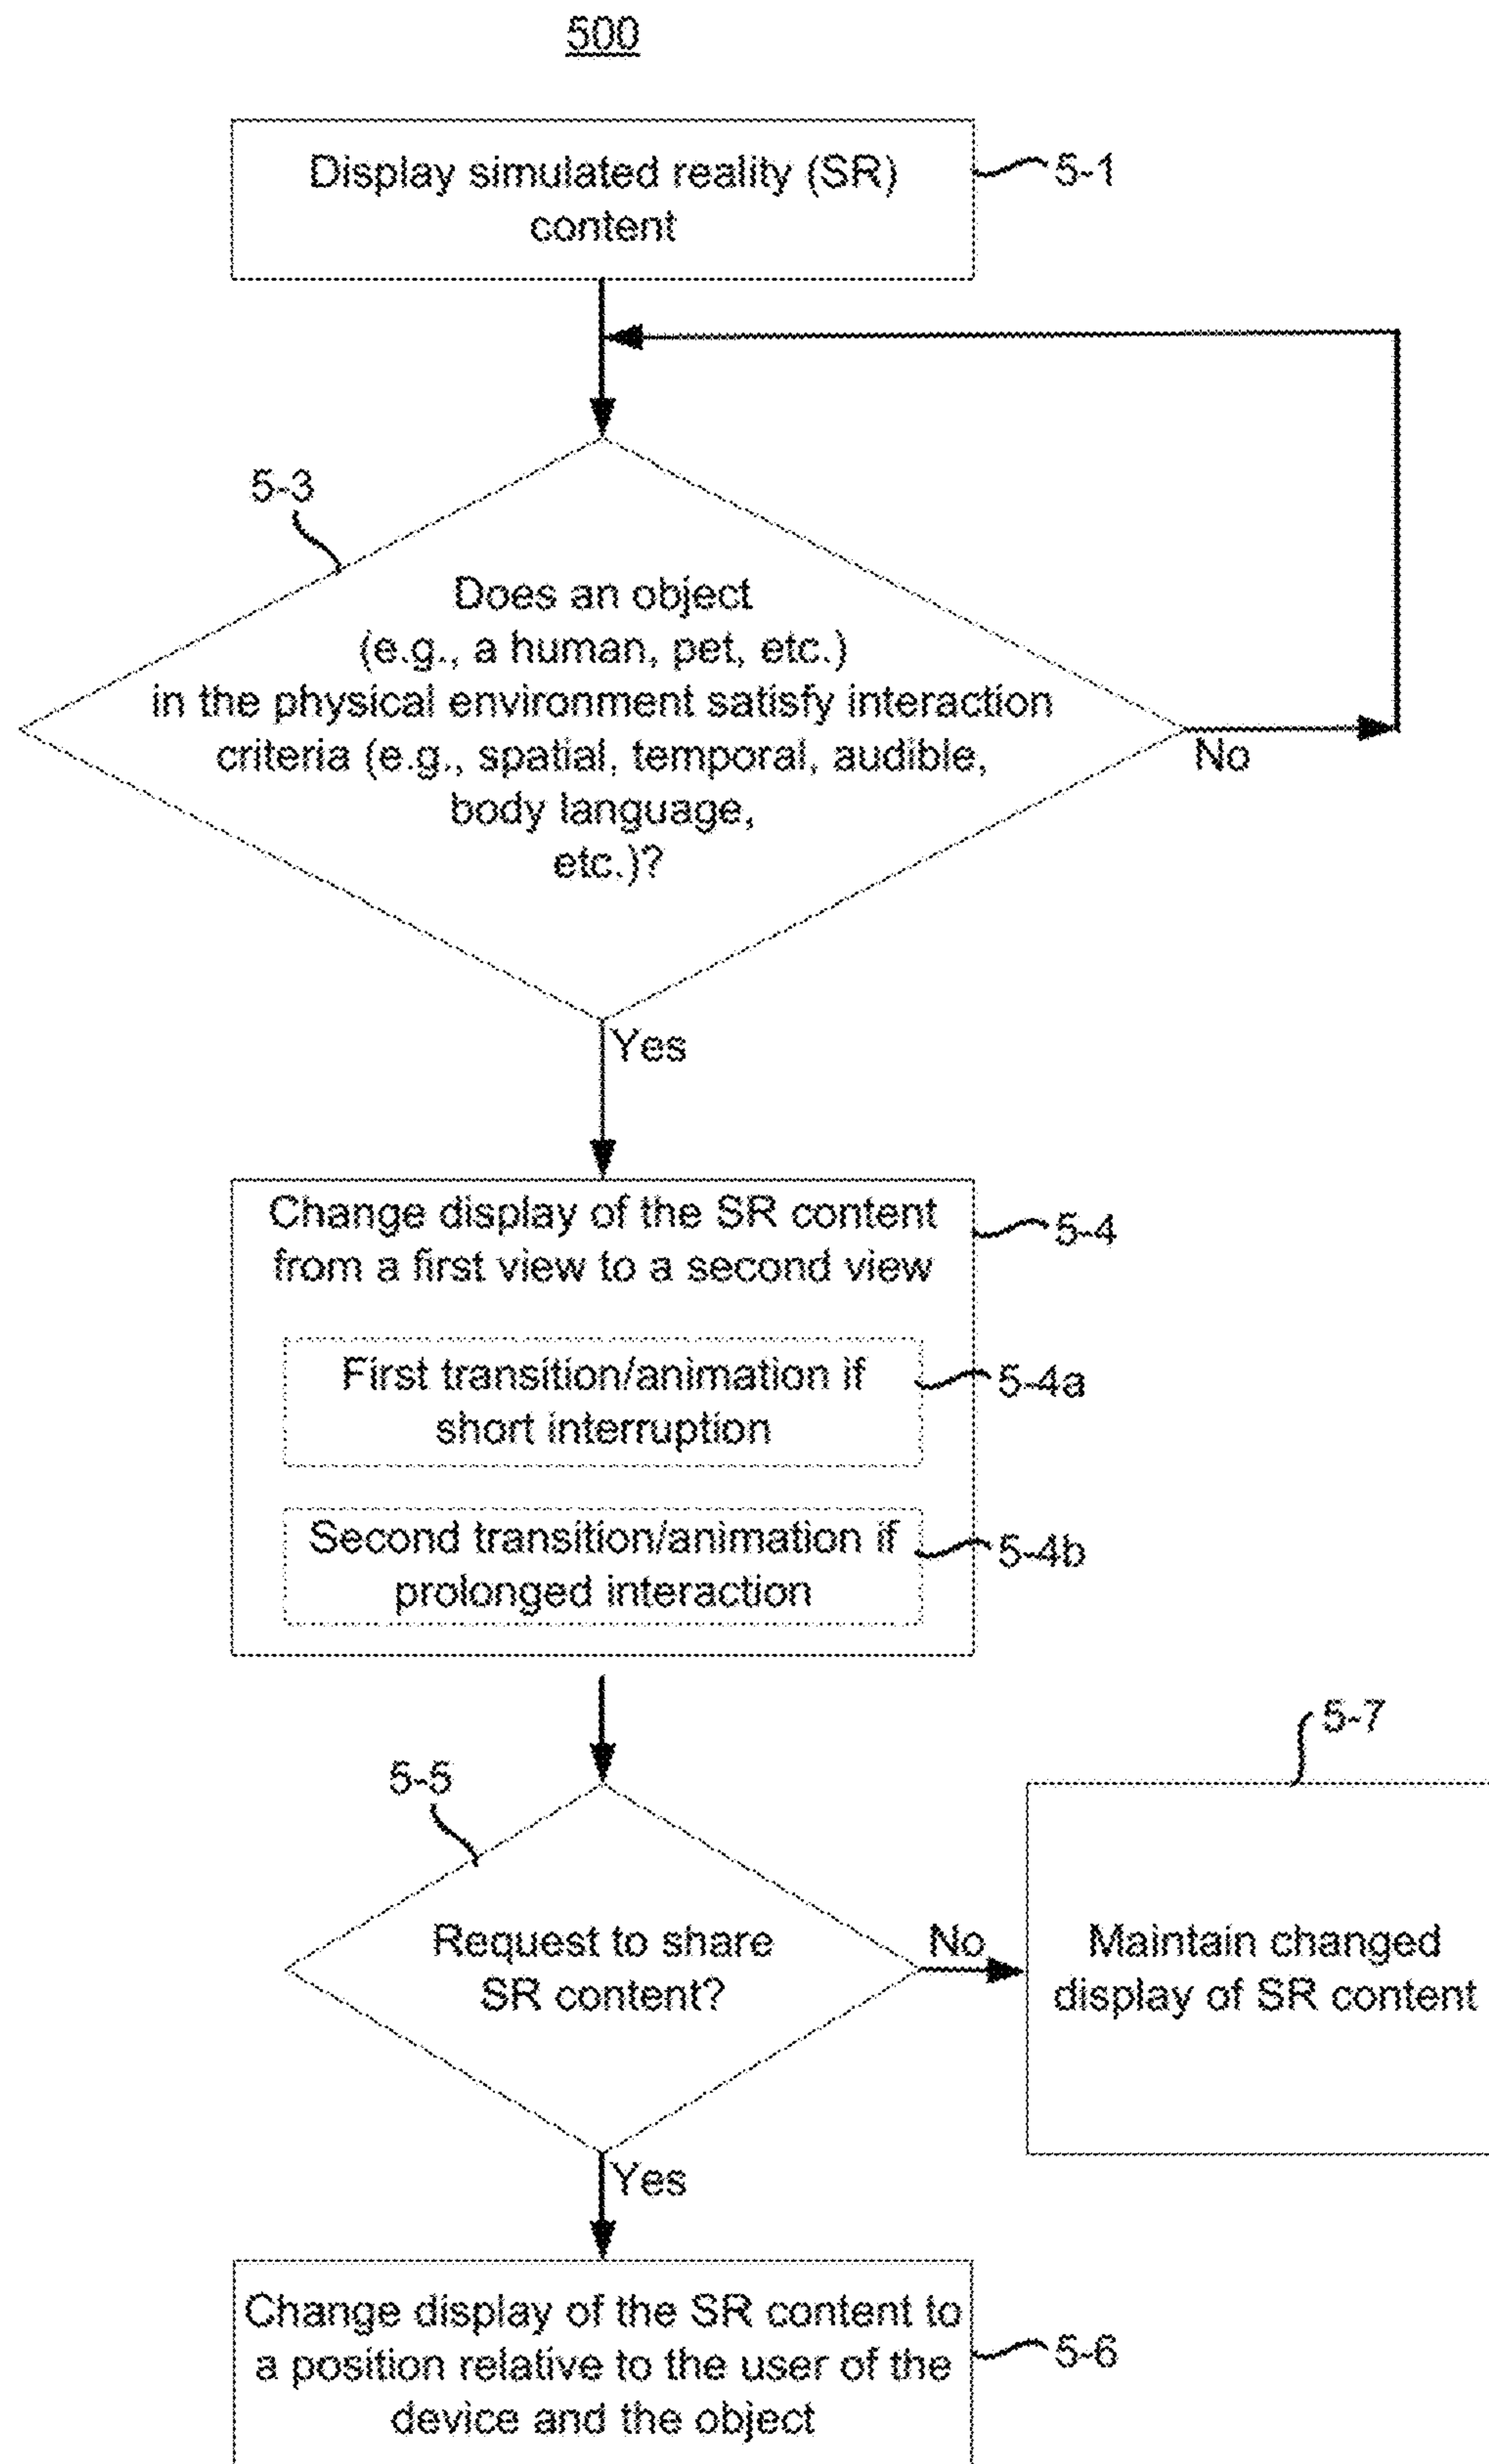 500
Display simulated reality (SR)
content
5-1
5-3
Does an object
(e.g., a human, pet, etc.)
in the physical environment satisfy interaction
criteria (e.g., spatial, temporal, audible,
body language,
etc.)?
No
Yes
Change display of the SR content
from a first view to a second view
5-4
First transition/animation if
short interruption
5-4a
Second transition/animation if
prolonged interaction
5-4b
5-5
Request to share
SR content?
No
5-7
Maintain changed
display of SR content
Yes
Change display of the SR content to
a position relative to the user of the
device and the object
5-6